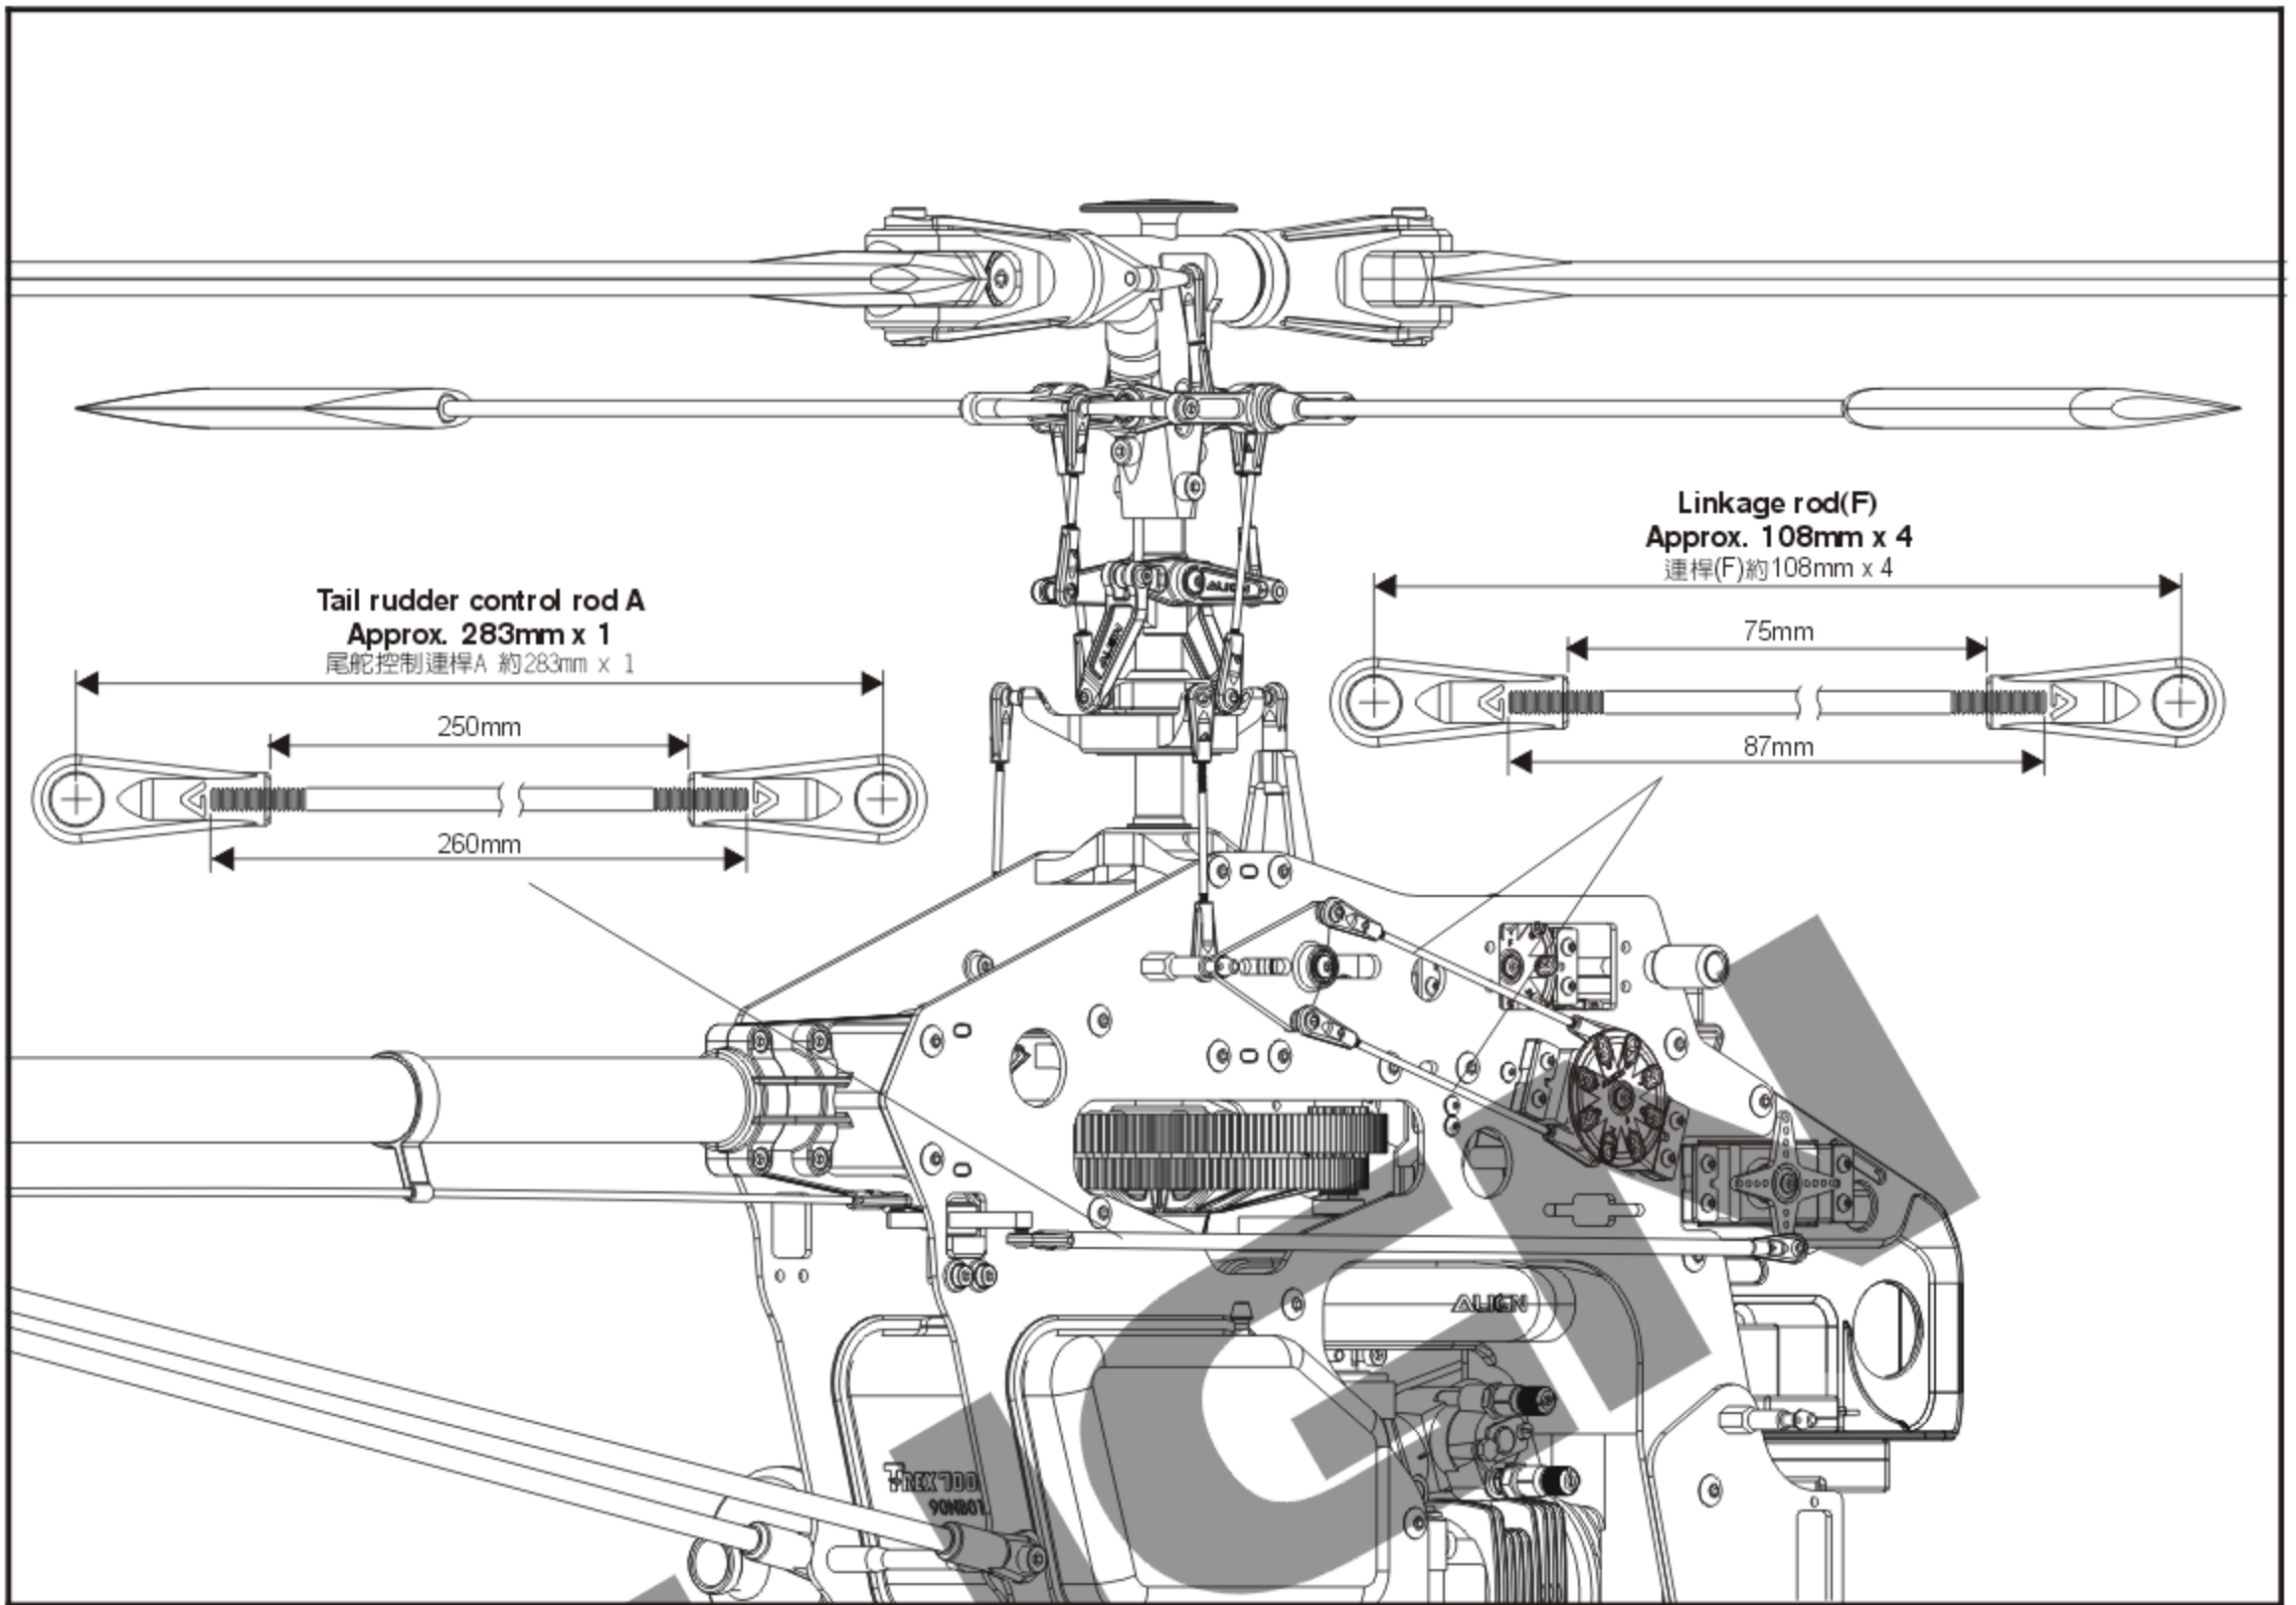 Linkage rod(F)
Approx. 108mm x 4
連桿(F)約108mm x 4
75mm
87mm
Tail rudder control rod A
Approx. 283mm x 1
尾舵控制連桿A 約283mm x 1
250mm
260mm
ALIGN
ALIGN
ALIGN
T-REX 700